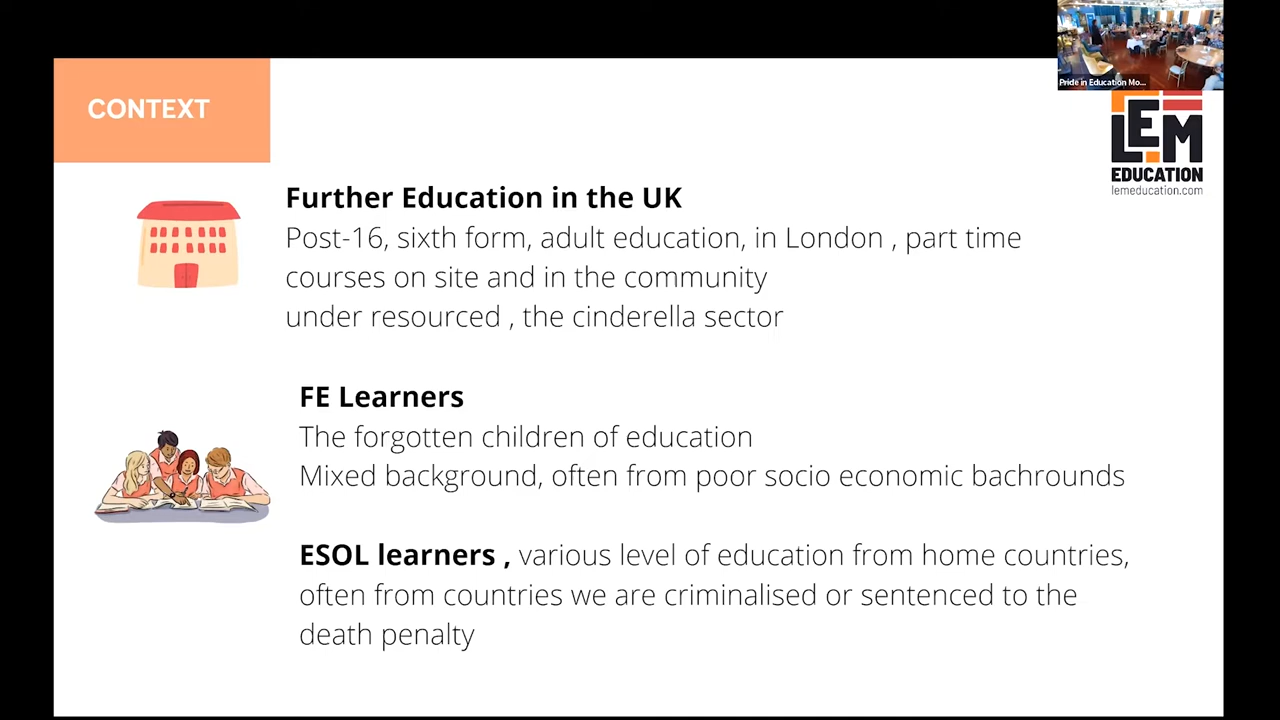 Pride in Education Mo...
CONTEXT
LEM
EDUCATION
lemeducation.com
Further Education in the UK
Post-16, sixth form, adult education, in London , part time
courses on site and in the community
under resourced , the cinderella sector
FE Learners
The forgotten children of education
Mixed background, often from poor socio economic bachrounds
ESOL learners , various level of education from home countries,
often from countries we are criminalised or sentenced to the
death penalty